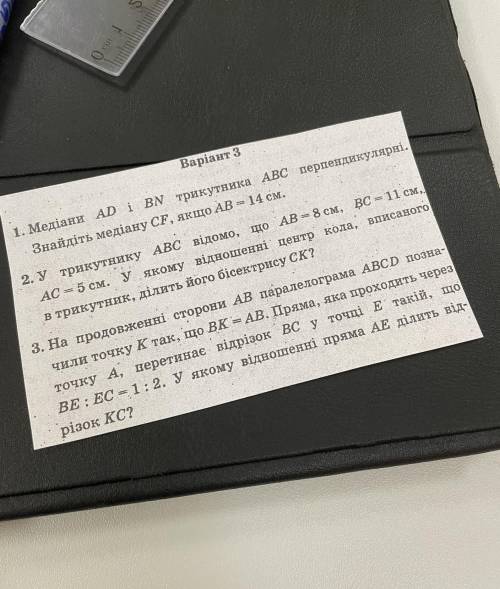 0 cm 1
5
Варіант 3
1. Медіани AD і BN трикутника ABC перпендикулярні.
Знайдіть медіану CF, якщо AB = 14 см.
2. У трикутнику ABC відомо, що AB = 8 см, BC = 11 см,
AC = 5 см. У якому відношенні центр кола, вписаного
в трикутник, ділить його бісектрису CK?
3. На продовженні сторони AB паралелограма ABCD позна-
чили точку K так, що BK = AB. Пряма, яка проходить через
точку A, перетинає відрізок BC у точці E такій, що
BE : EC = 1 : 2. У якому відношенні пряма AE ділить від-
різок KC?